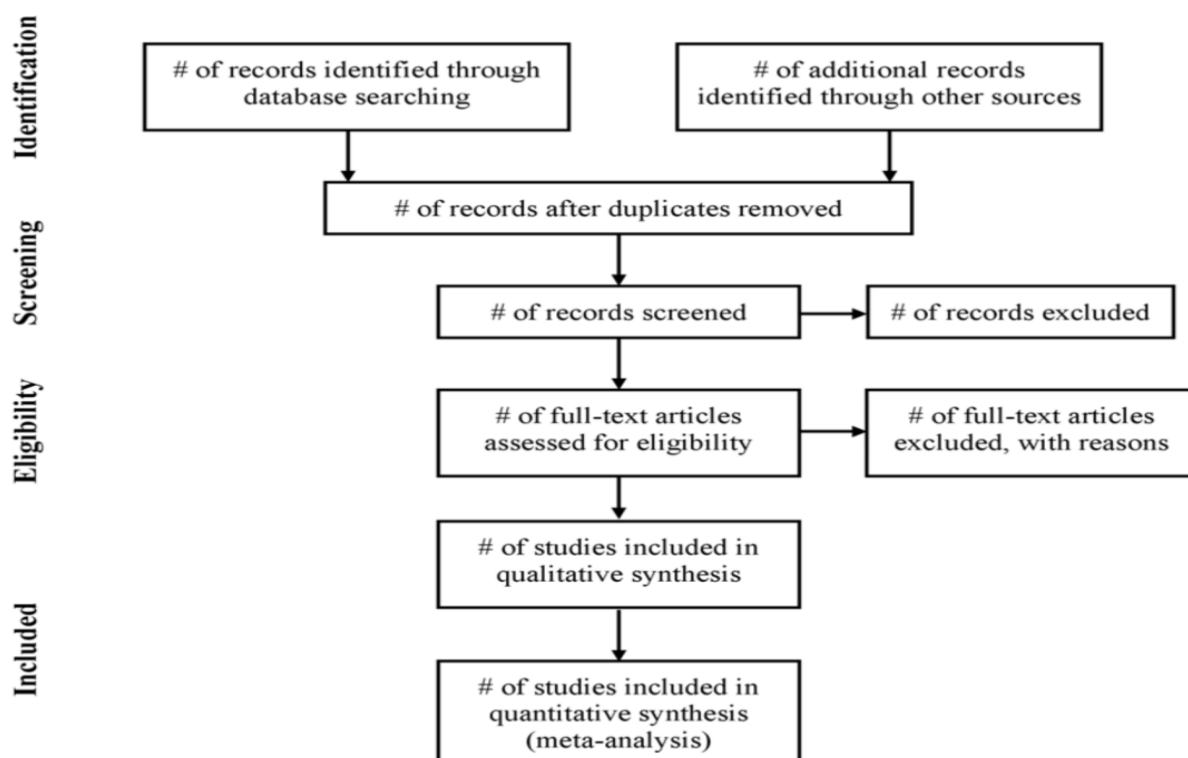 Identification
# of records identified through
database searching
# of additional records
identified through other sources
# of records after duplicates removed
Screening
# of records screened
# of records excluded
Eligibility
# of full-text articles
assessed for eligibility
# of full-text articles
excluded, with reasons
# of studies included in
qualitative synthesis
Included
# of studies included in
quantitative synthesis
(meta-analysis)